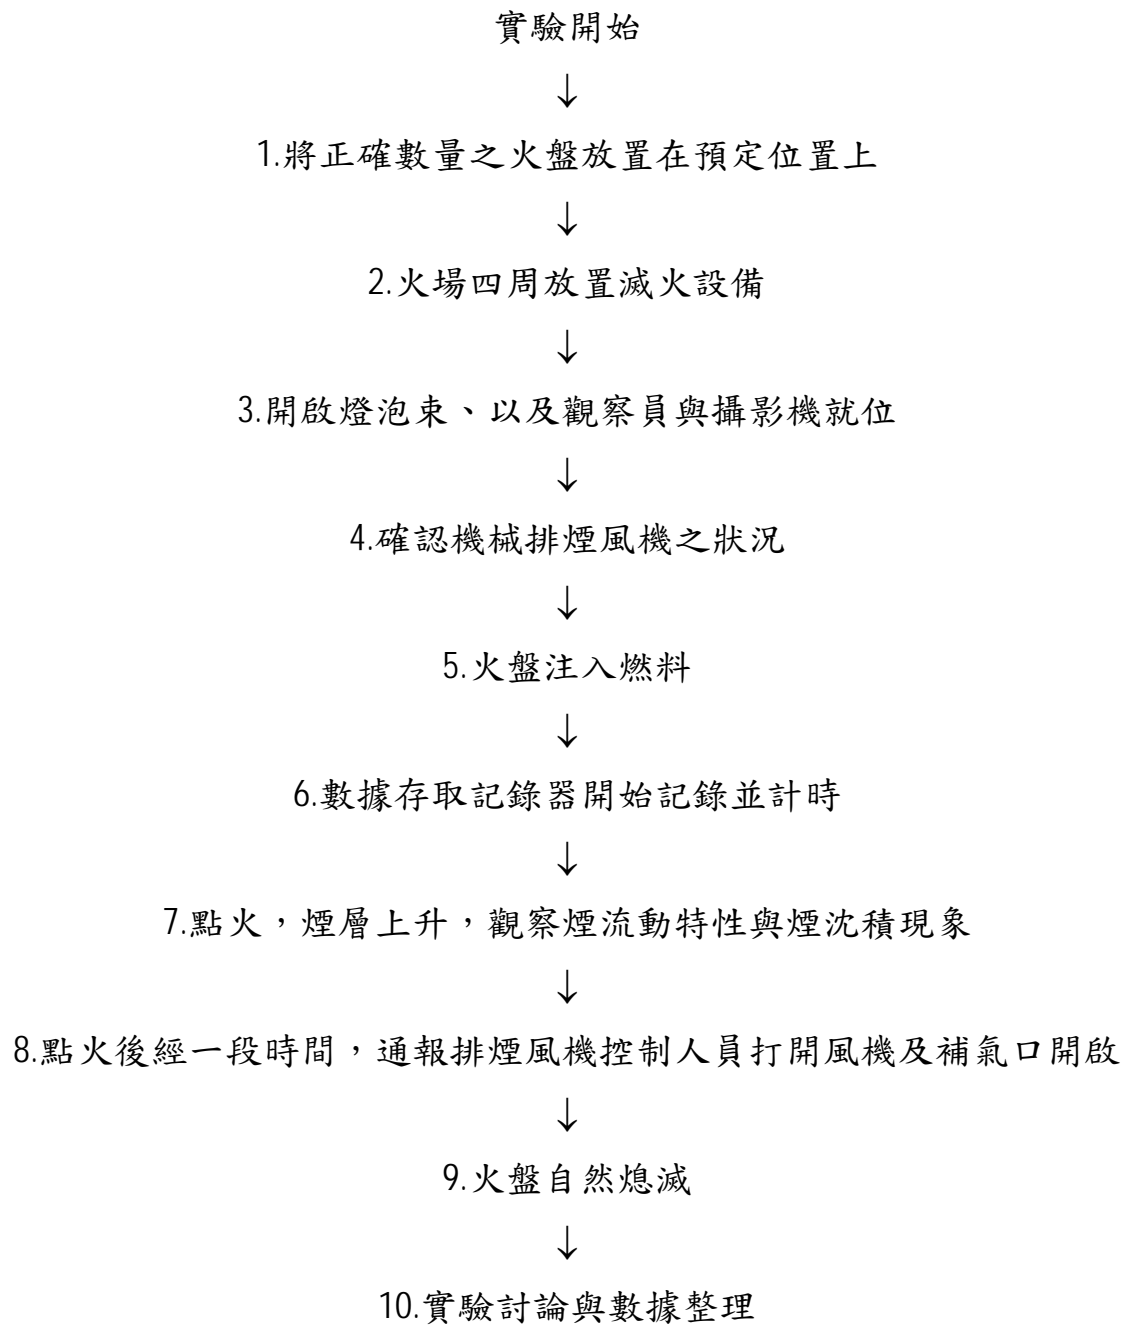 實驗開始
↓
1.將正確數量之火盤放置在預定位置上
↓
2.火場四周放置滅火設備
↓
3.開啟燈泡束、以及觀察員與攝影機就位
↓
4.確認機械排煙風機之狀況
↓
5.火盤注入燃料
↓
6.數據存取記錄器開始記錄並計時
↓
7.點火，煙層上升，觀察煙流動特性與煙沈積現象
↓
8.點火後經一段時間，通報排煙風機控制人員打開風機及補氣口開啟
↓
9.火盤自然熄滅
↓
10.實驗討論與數據整理